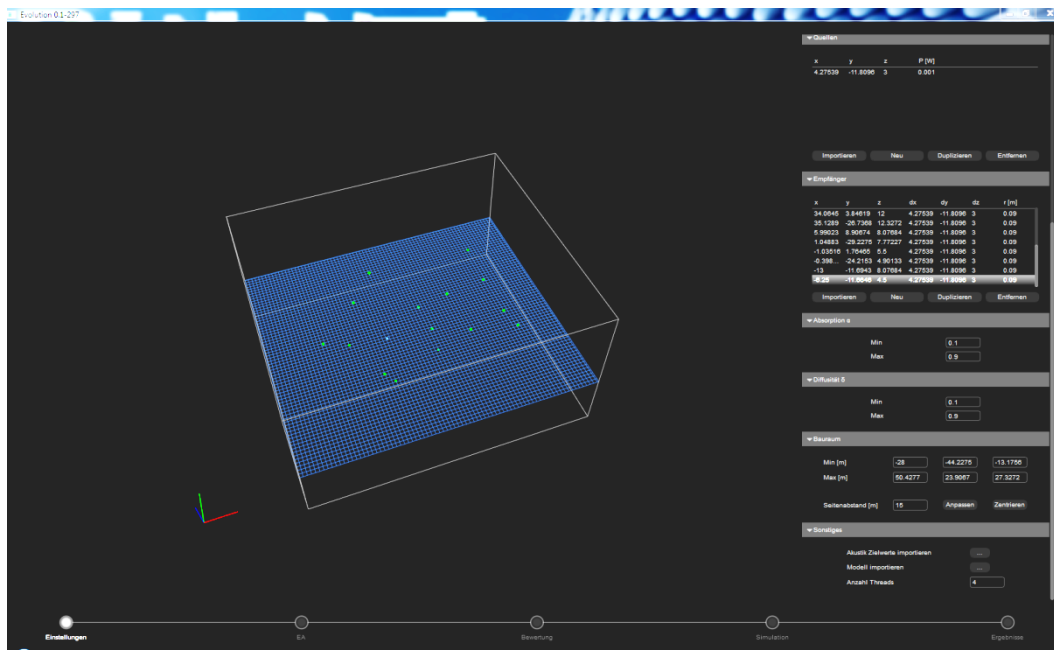 Evolution 0.1-297
Quellen
x y z P [W]
4.27539 -11.8096 3 0.001
Importieren Neu Duplizieren Entfernen
Empfänger
x y z dx dy dz r [m]
34.0645 3.84619 12 4.27539 -11.8096 3 0.09
35.1289 -26.7368 12.3272 4.27539 -11.8096 3 0.09
5.99023 8.90674 8.07684 4.27539 -11.8096 3 0.09
1.04883 -29.2275 7.77227 4.27539 -11.8096 3 0.09
-1.03516 1.76465 5.5 4.27539 -11.8096 3 0.09
-0.398... -24.2153 4.96133 4.27539 -11.8096 3 0.09
-13 -11.6943 8.07684 4.27539 -11.8096 3 0.09
-6.25 -11.6646 4.5 4.27539 -11.8096 3 0.09
Importieren Neu Duplizieren Entfernen
Absorption α
Min 0.1
Max 0.9
Diffusität δ
Min 0.1
Max 0.9
Bauraum
Min [m] -28 -44.2275 -13.1756
Max [m] 50.4277 23.9067 27.3272
Seitenabstand [m] 15 Anpassen Zentrieren
Sonstiges
Akustik Zielwerte importieren ...
Modell importieren ...
Anzahl Threads 4
Einstellungen EA Bewertung Simulation Ergebnisse